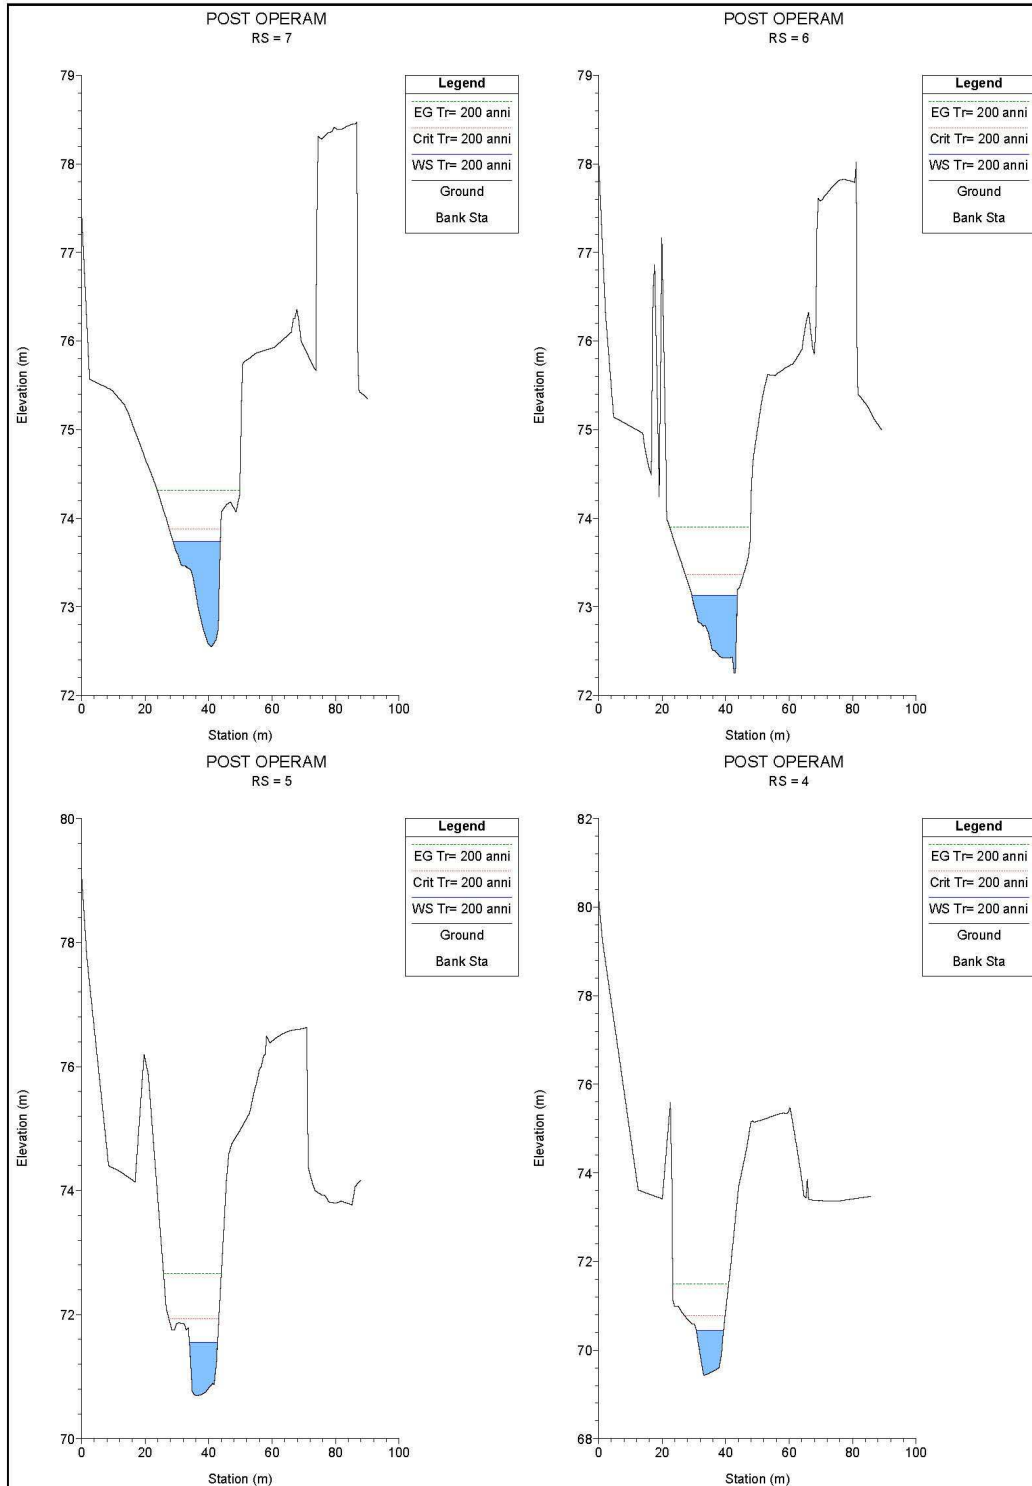 POST OPERAM
RS = 7
79
78
77
76
75
74
73
72
Elevation (m)
0
20
40
60
80
100
Station (m)
Legend
EG Tr= 200 anni
Crit Tr= 200 anni
WS Tr= 200 anni
Ground
Bank Sta
POST OPERAM
RS = 6
79
78
77
76
75
74
73
72
Elevation (m)
0
20
40
60
80
100
Station (m)
Legend
EG Tr= 200 anni
Crit Tr= 200 anni
WS Tr= 200 anni
Ground
Bank Sta
POST OPERAM
RS = 5
80
78
76
74
72
70
Elevation (m)
0
20
40
60
80
100
Station (m)
Legend
EG Tr= 200 anni
Crit Tr= 200 anni
WS Tr= 200 anni
Ground
Bank Sta
POST OPERAM
RS = 4
82
80
78
76
74
72
70
68
Elevation (m)
0
20
40
60
80
100
Station (m)
Legend
EG Tr= 200 anni
Crit Tr= 200 anni
WS Tr= 200 anni
Ground
Bank Sta